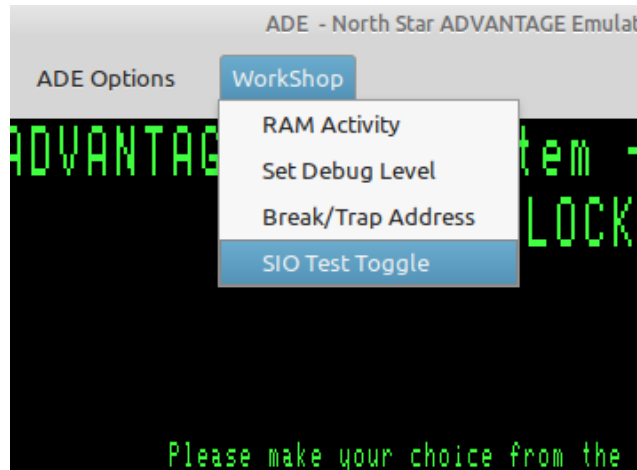 ADE - North Star ADVANTAGE Emulat
ADE Options WorkShop
RAM Activity
ADVANTAG tem -
Set Debug Level
Break/Trap Address
LOCK
SIO Test Toggle
Please make your choice from the